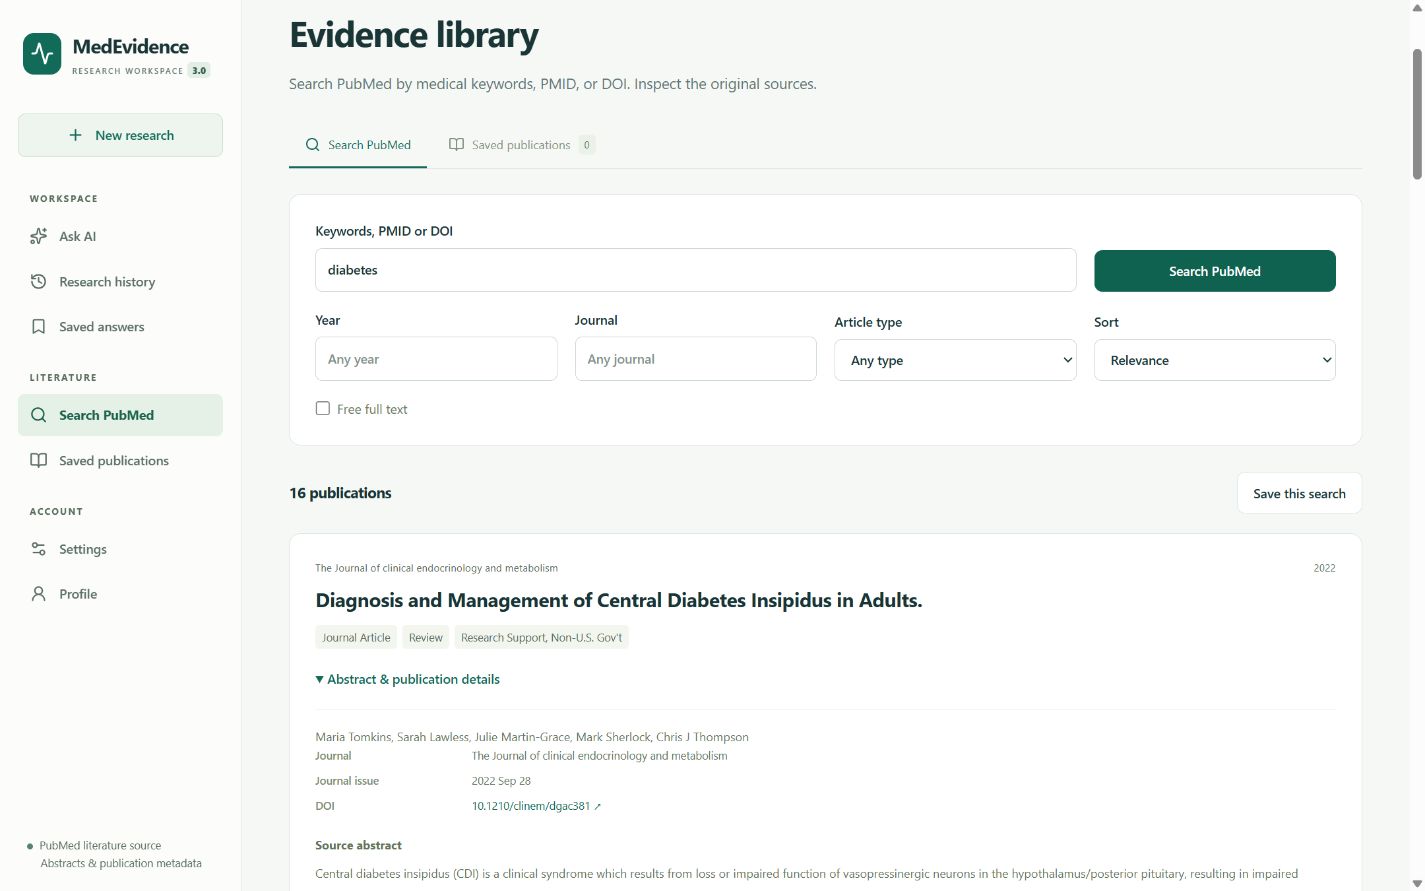 MedEvidence
RESEARCH WORKSPACE 3.0
New research
WORKSPACE
Ask AI
Research history
Saved answers
LITERATURE
Search PubMed
Saved publications
ACCOUNT
Settings
Profile
PubMed literature source
Abstracts & publication metadata
Evidence library
Search PubMed by medical keywords, PMID, or DOI. Inspect the original sources.
Search PubMed
Saved publications 0
Keywords, PMID or DOI
diabetes
Search PubMed
Year
Journal
Article type
Sort
Any year
Any journal
Any type
Relevance
Free full text
16 publications
Save this search
The Journal of clinical endocrinology and metabolism
2022
Diagnosis and Management of Central Diabetes Insipidus in Adults.
Journal Article
Review
Research Support, Non-U.S. Gov't
▼ Abstract & publication details
Maria Tomkins, Sarah Lawless, Julie Martin-Grace, Mark Sherlock, Chris J Thompson
Journal The Journal of clinical endocrinology and metabolism
Journal issue 2022 Sep 28
DOI 10.1210/clinem/dgac381 ↗
Source abstract
Central diabetes insipidus (CDI) is a clinical syndrome which results from loss or impaired function of vasopressinergic neurons in the hypothalamus/posterior pituitary, resulting in impaired